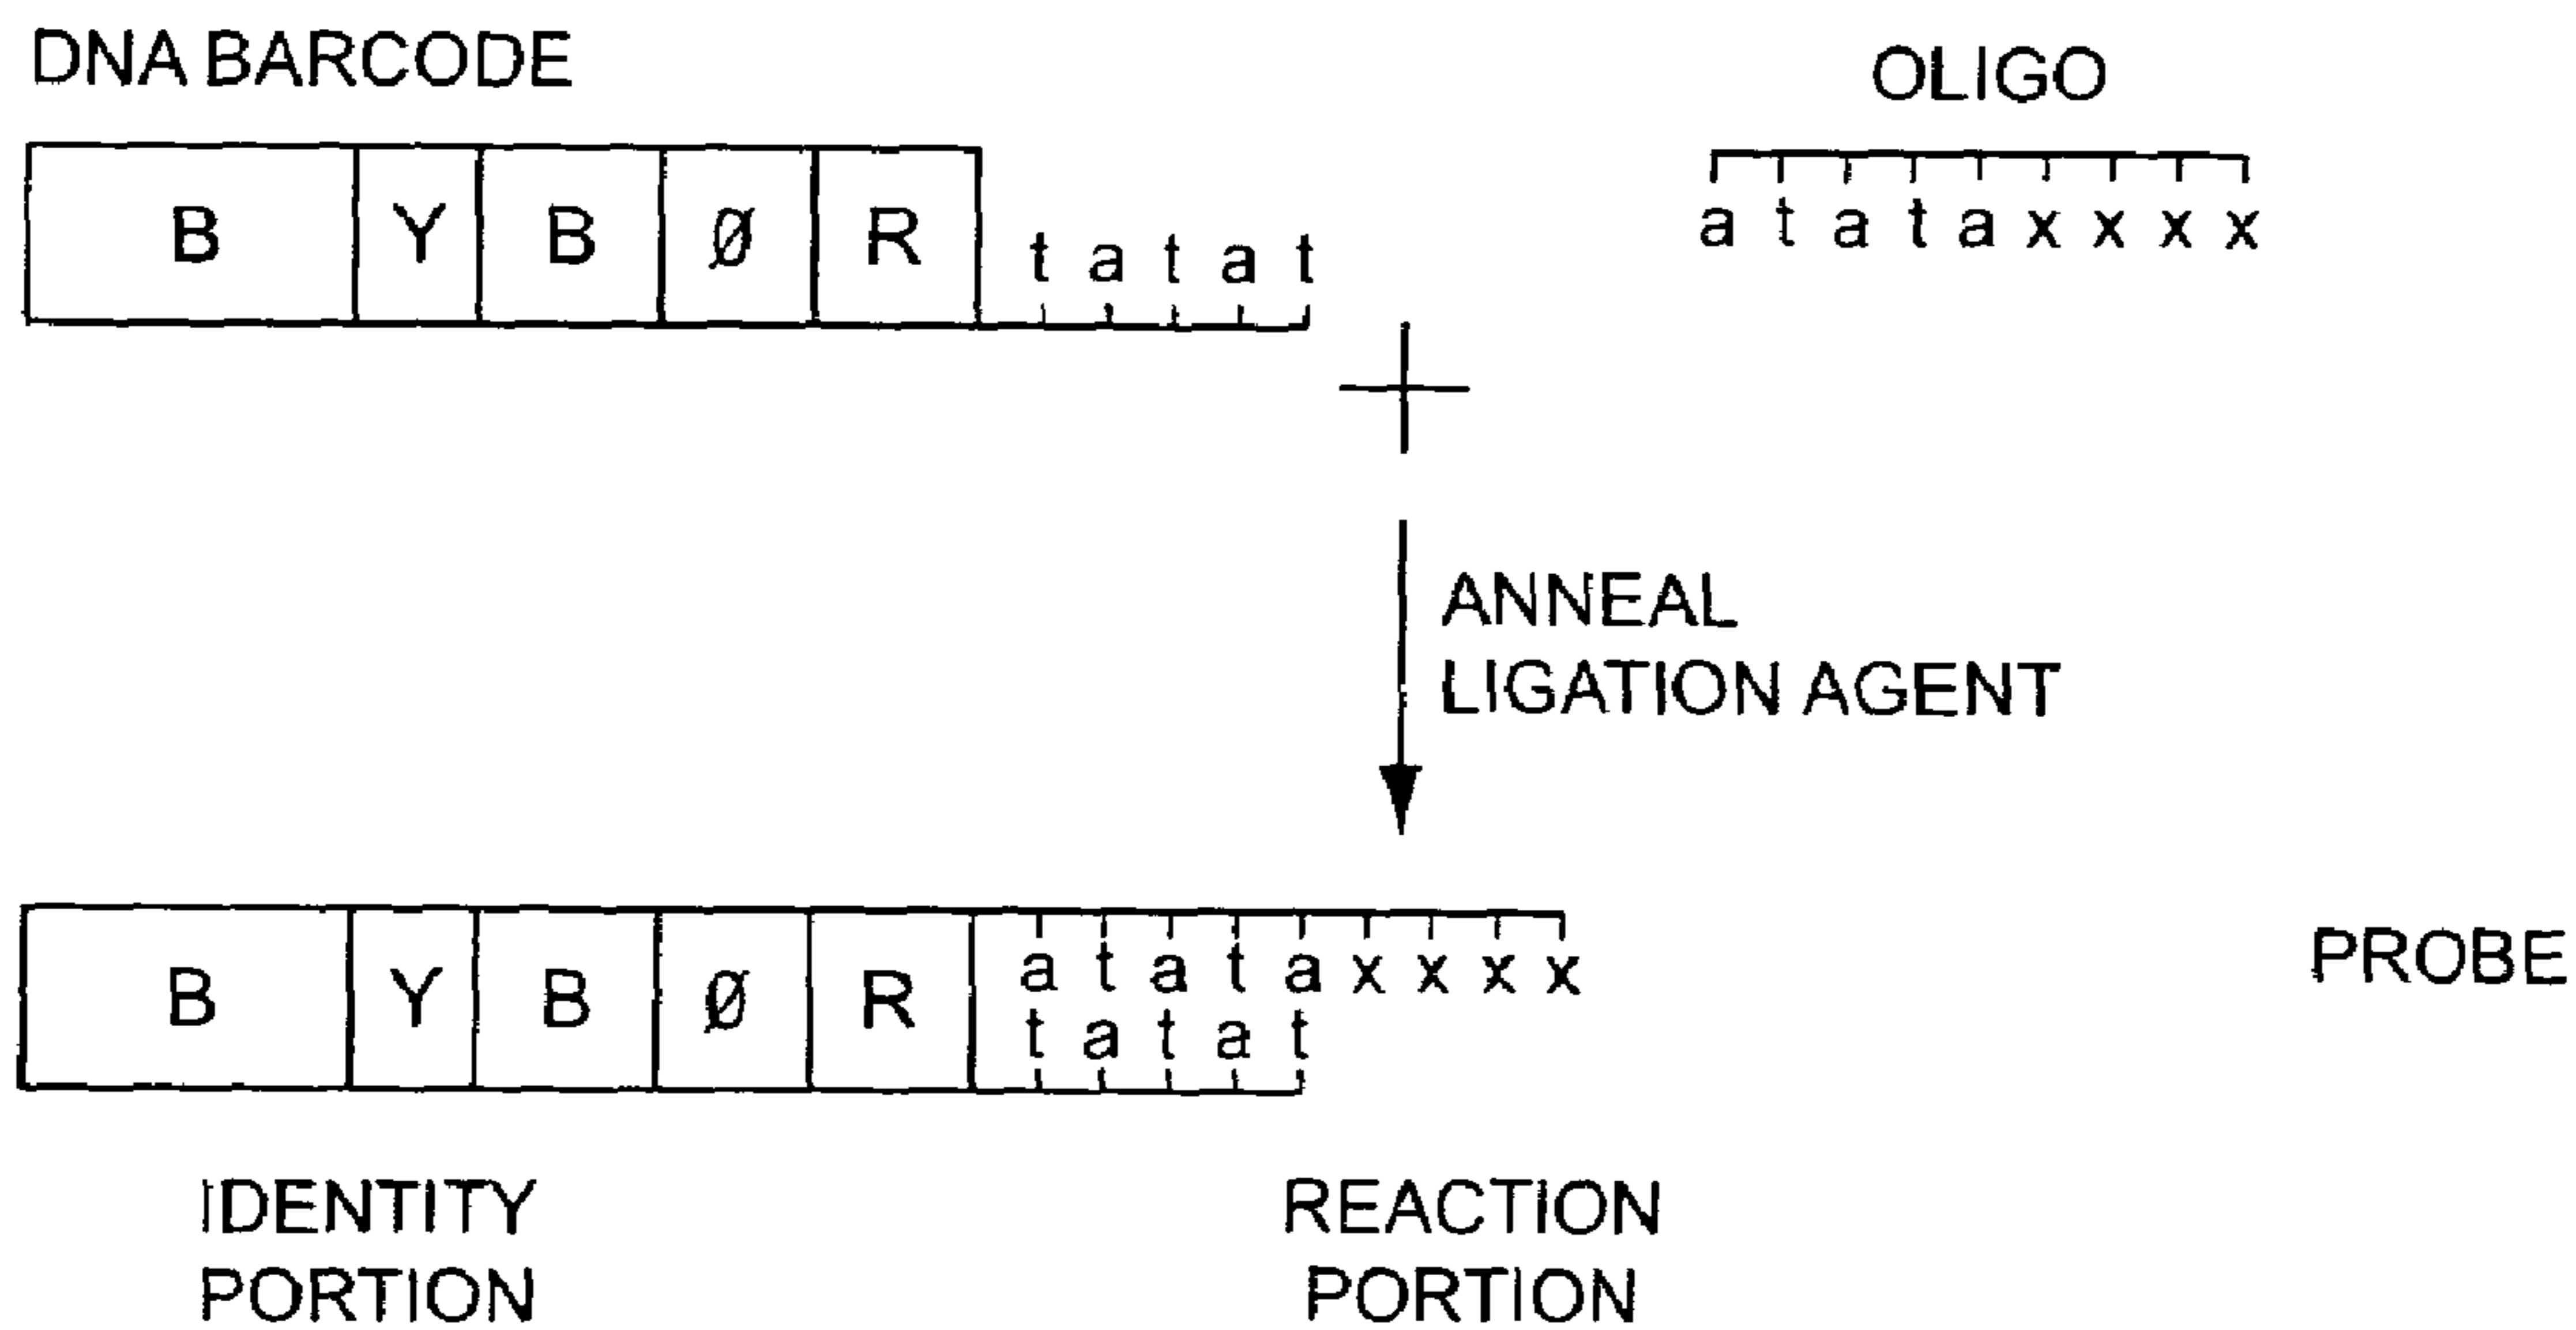 DNA BARCODE
OLIGO
B Y B Ø R t a t a t
a t a t a x x x x
ANNEAL
LIGATION AGENT
B Y B Ø R a t a t a x x x x
t a t a t
PROBE
IDENTITY
PORTION
REACTION
PORTION